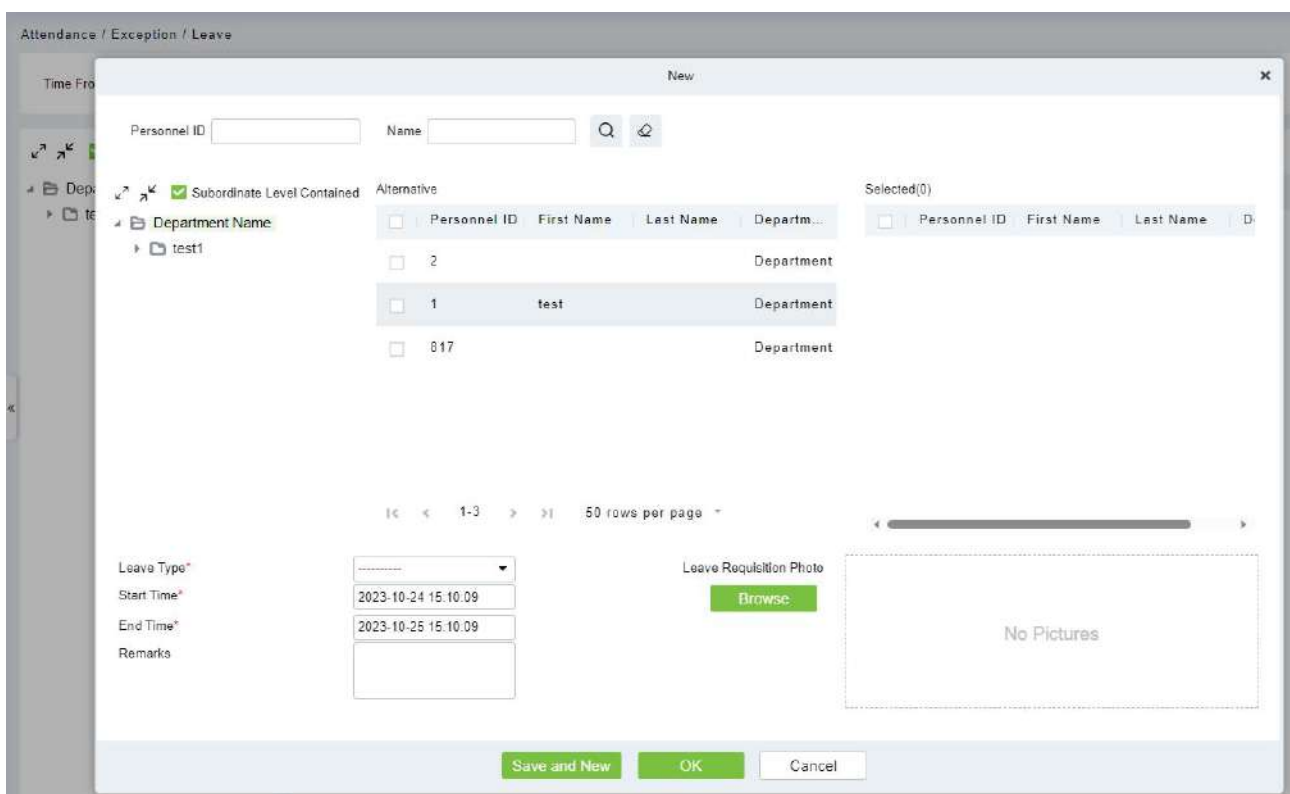 Attendance / Exception / Leave
New
Time Fro
Personnel ID
Name
Subordinate Level Contained
Alternative
Selected(0)
Depa
te
Department Name
test1
Personnel ID First Name Last Name Departm...
Personnel ID First Name Last Name D
2 Department
1 test Department
817 Department
1-3 50 rows per page
Leave Type* ----------
Leave Requisition Photo
Start Time* 2023-10-24 15:10:09
Browse
End Time* 2023-10-25 15:10:09
No Pictures
Remarks
Save and New OK Cancel